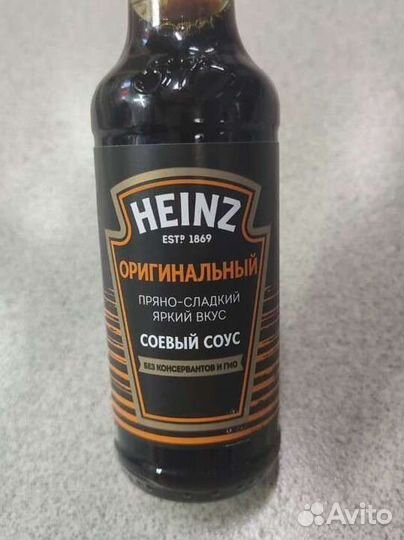 HEINZ
ESTD 1869
ОРИГИНАЛЬНЫЙ
ПРЯНО-СЛАДКИЙ
ЯРКИЙ ВКУС
СОЕВЫЙ СОУС
БЕЗ КОНСЕРВАНТОВ И ГМО
Avito